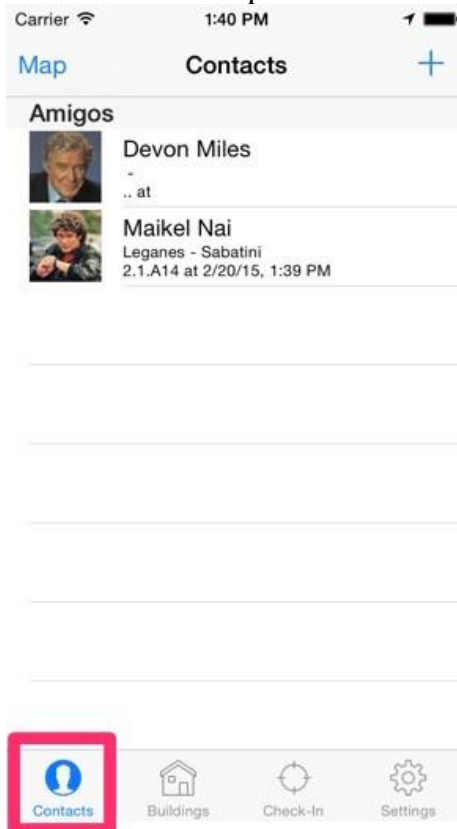 Carrier 1:40 PM
Map Contacts +
Amigos
Devon Miles
-
.. at
Maikel Nai
Leganes - Sabatini
2.1.A14 at 2/20/15, 1:39 PM
Contacts Buildings Check-In Settings